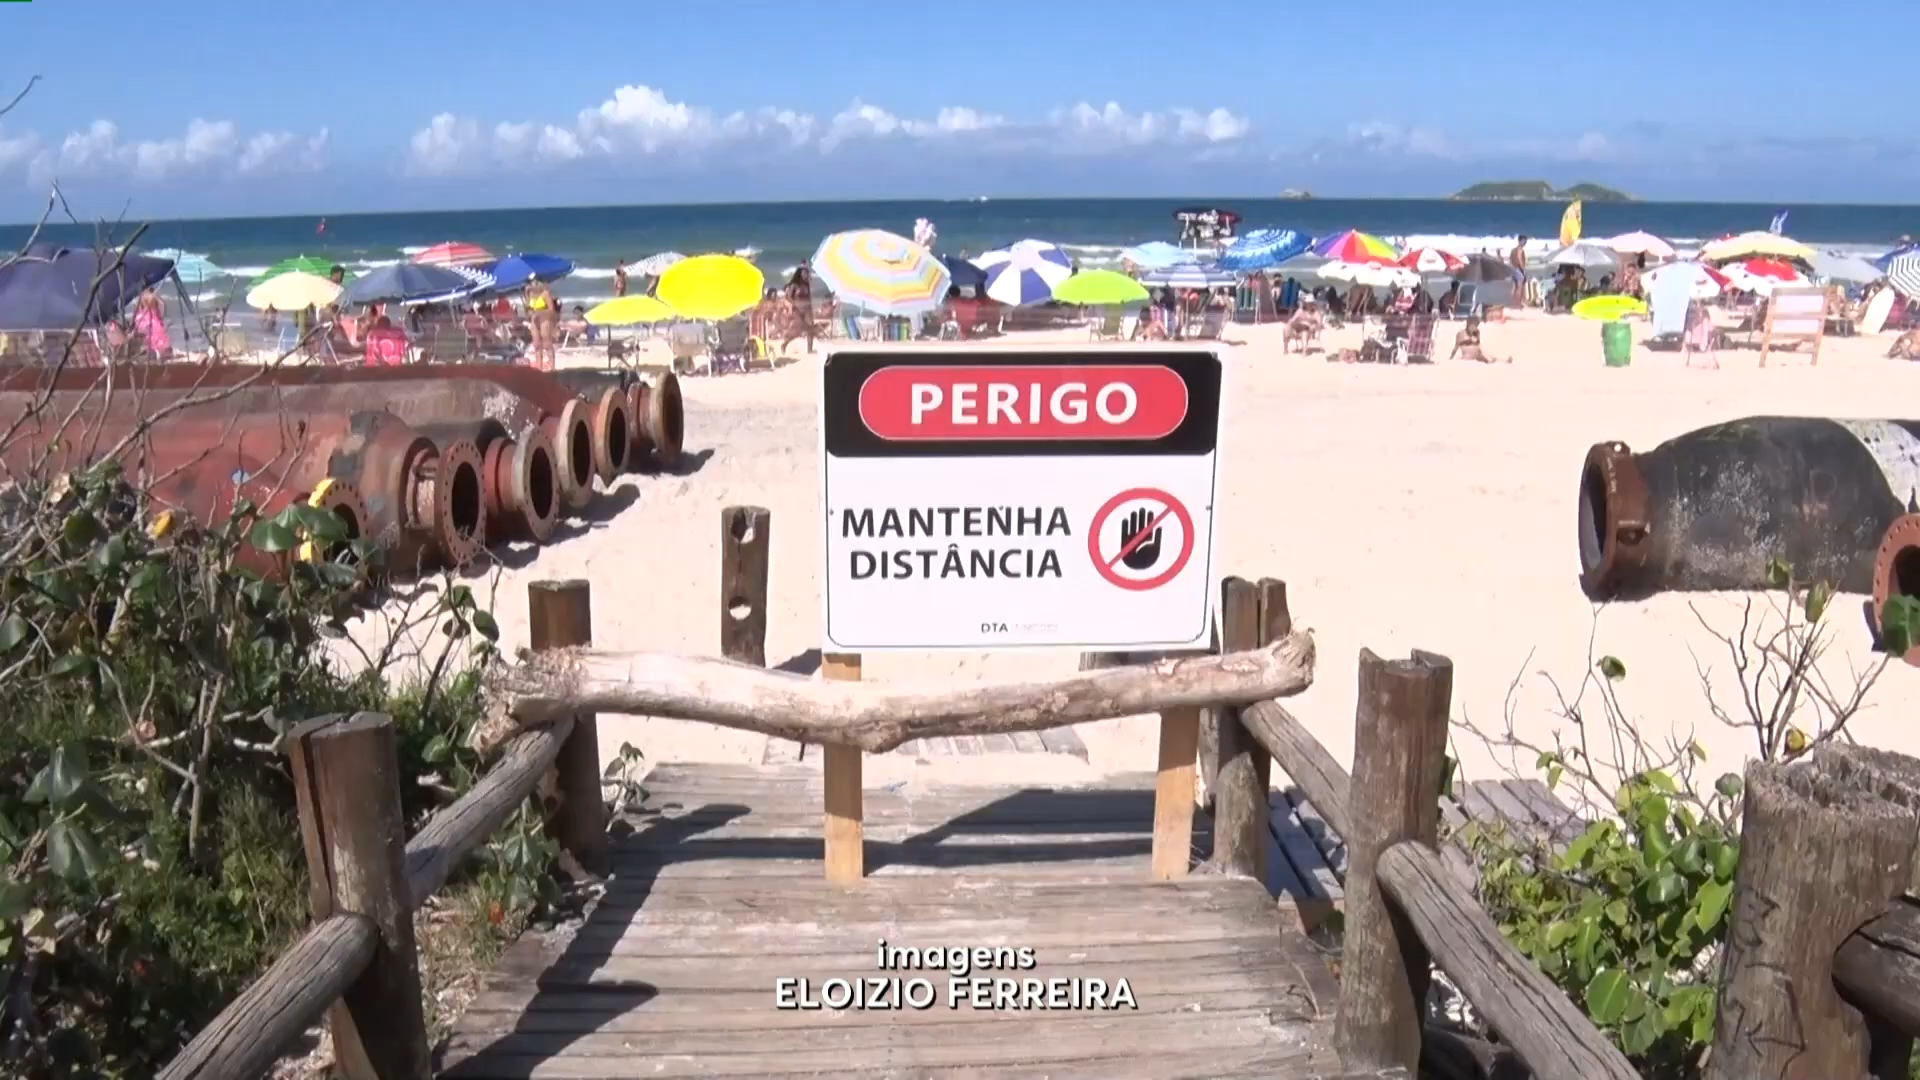 PERIGO
MANTENHA
DISTÂNCIA
DTA
imagens
ELOIZIO FERREIRA